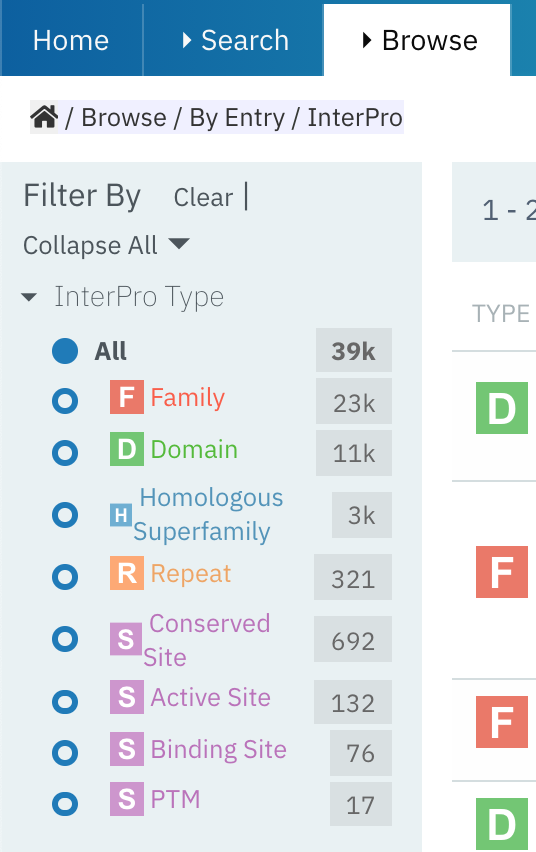 Home Search Browse
/ Browse / By Entry / InterPro
Filter By Clear |
Collapse All
InterPro Type
All 39k
F Family 23k
D Domain 11k
H Homologous
Superfamily 3k
R Repeat 321
S Conserved
Site 692
S Active Site 132
S Binding Site 76
S PTM 17
1 - 2
TYPE
D
F
F
D